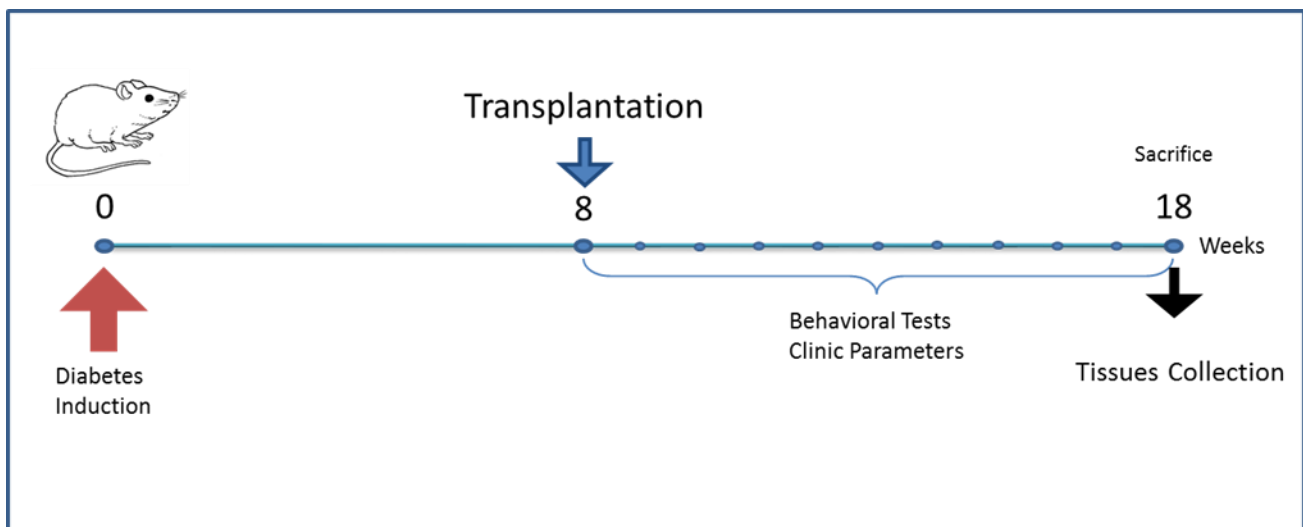 Transplantation
Sacrifice
0
8
18
Weeks
Diabetes
Induction
Behavioral Tests
Clinic Parameters
Tissues Collection